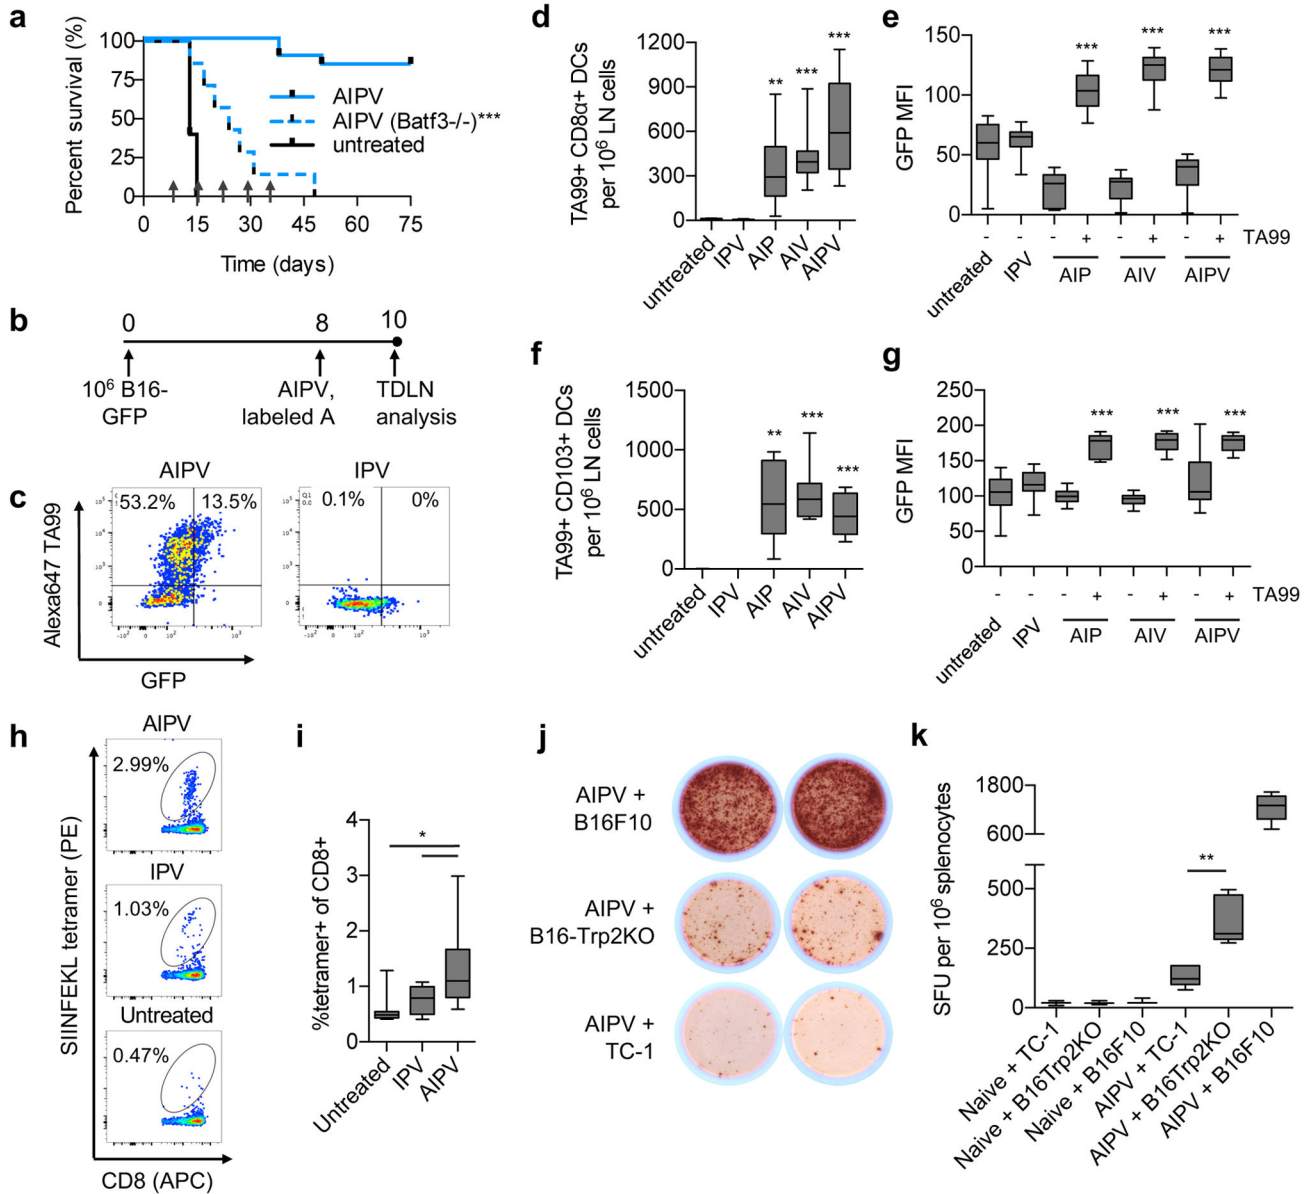 a
Percent survival (%)
100
75
50
25
0
0 15 30 45 60 75
Time (days)
AIPV
AIPV (Batf3-/-)***
untreated
b
0 8 10
10⁶ B16-
GFP
AIPV,
labeled A
TDLN
analysis
c
AIPV IPV
53.2% 13.5%
0.1% 0%
Alexa647 TA99
GFP
d
TA99+ CD8α+ DCs
per 10⁶ LN cells
1200
900
600
300
0
** *** ***
untreated
IPV
AIP
AIV
AIPV
e
GFP MFI
150
100
50
0
*** *** ***
- - - + - + - + TA99
untreated
IPV
AIP
AIV
AIPV
f
TA99+ CD103+ DCs
per 10⁶ LN cells
1500
1000
500
0
** *** ***
untreated
IPV
AIP
AIV
AIPV
g
GFP MFI
250
200
150
100
50
0
*** *** ***
- - - + - + - + TA99
untreated
IPV
AIP
AIV
AIPV
h
AIPV
2.99%
IPV
1.03%
Untreated
0.47%
SIINFEKL tetramer (PE)
CD8 (APC)
i
%tetramer+ of CD8+
4
3
2
1
0
*
Untreated
IPV
AIPV
j
AIPV +
B16F10
AIPV +
B16-Trp2KO
AIPV +
TC-1
k
SFU per 10⁶ splenocytes
1800
600
500
250
0
**
Naive + TC-1
Naive + B16Trp2KO
Naive + B16F10
AIPV + TC-1
AIPV + B16Trp2KO
AIPV + B16F10